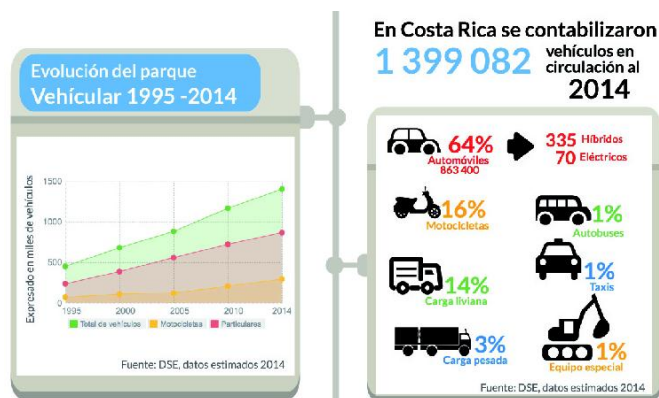 Evolución del parque
Vehícular 1995 -2014
Expresado en miles de vehículos
1500
1000
500
0
1995
2000
2005
2010
2014
Total de vehículos
Motocicletas
Particulares
Fuente: DSE, datos estimados 2014
En Costa Rica se contabilizaron
1 399 082
vehículos en
circulación al
2014
64%
Automóviles
863 400
335 Híbridos
70 Eléctricos
16%
Motocicletas
1%
Autobuses
14%
Carga liviana
1%
Taxis
3%
Carga pesada
1%
Equipo especial
Fuente: DSE, datos estimados 2014